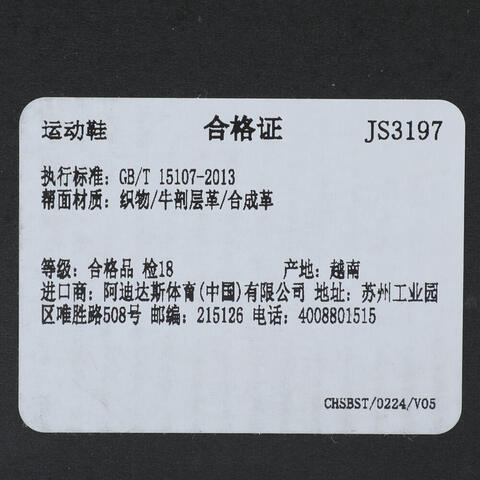 运动鞋 合格证 JS3197
执行标准: GB/T 15107-2013
帮面材质: 织物/牛剖层革/合成革
等级: 合格品 检18 产地: 越南
进口商: 阿迪达斯体育(中国)有限公司 地址: 苏州工业园
区唯胜路508号 邮编: 215126 电话: 4008801515
CHSBST/0224/V05